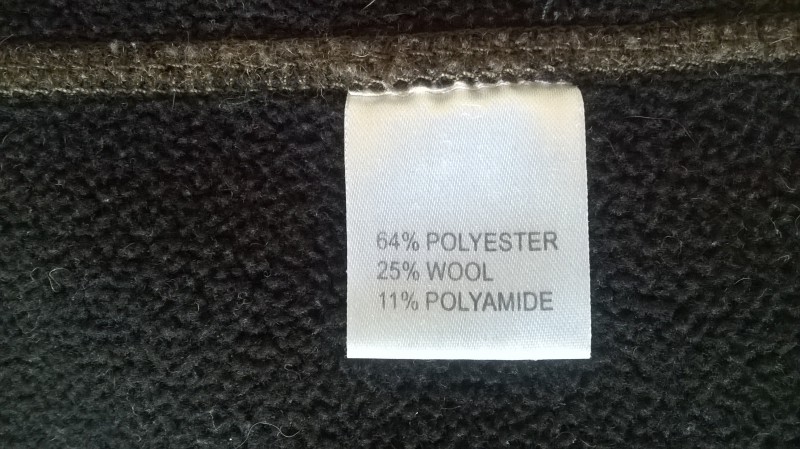 64% POLYESTER
25% WOOL
11% POLYAMIDE